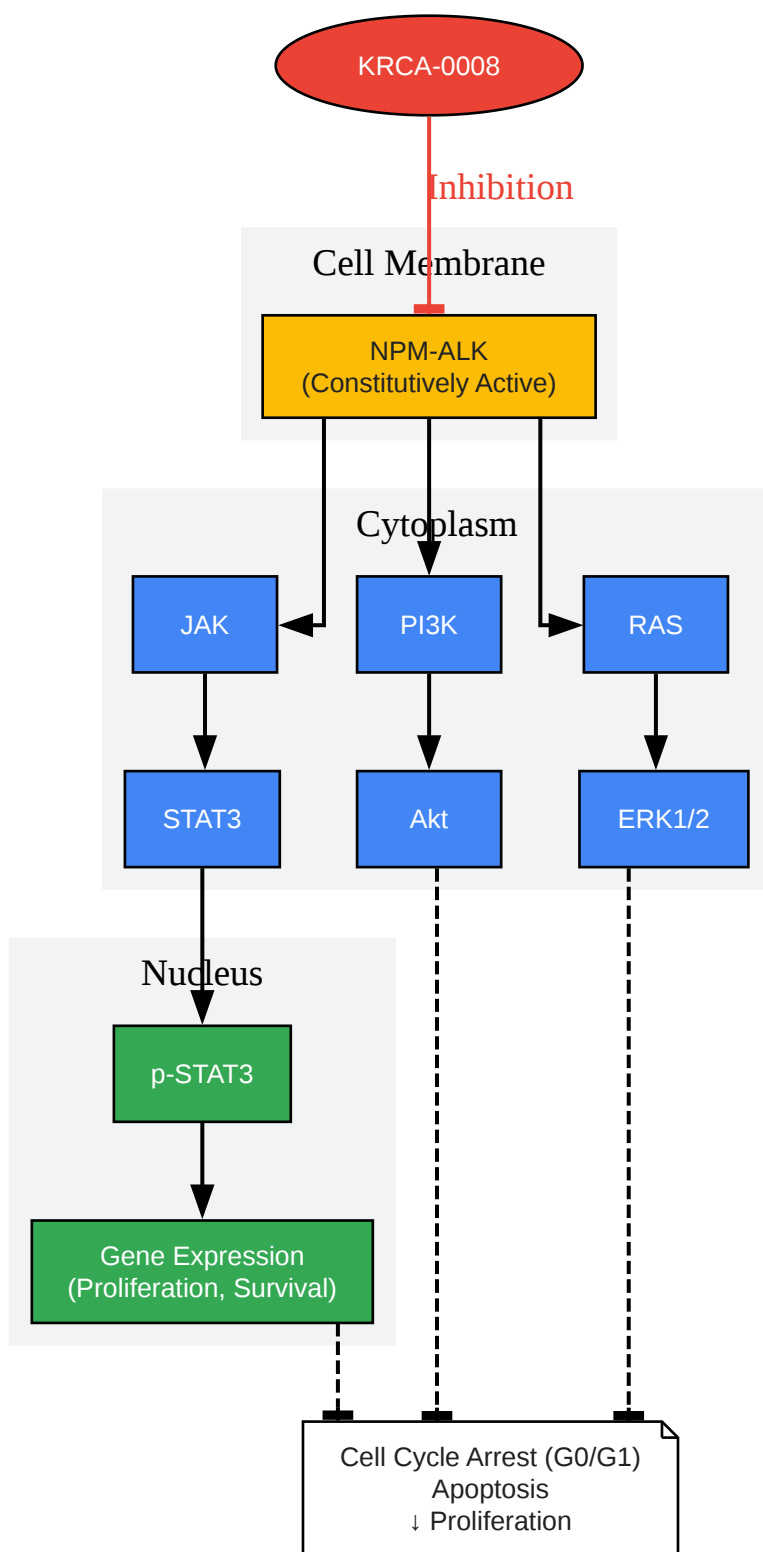 KRCA-0008
Inhibition
Cell Membrane
NPM-ALK
(Constitutively Active)
Cytoplasm
JAK
PI3K
RAS
STAT3
Akt
ERK1/2
Nucleus
p-STAT3
Gene Expression
(Proliferation, Survival)
Cell Cycle Arrest (G0/G1)
Apoptosis
↓ Proliferation